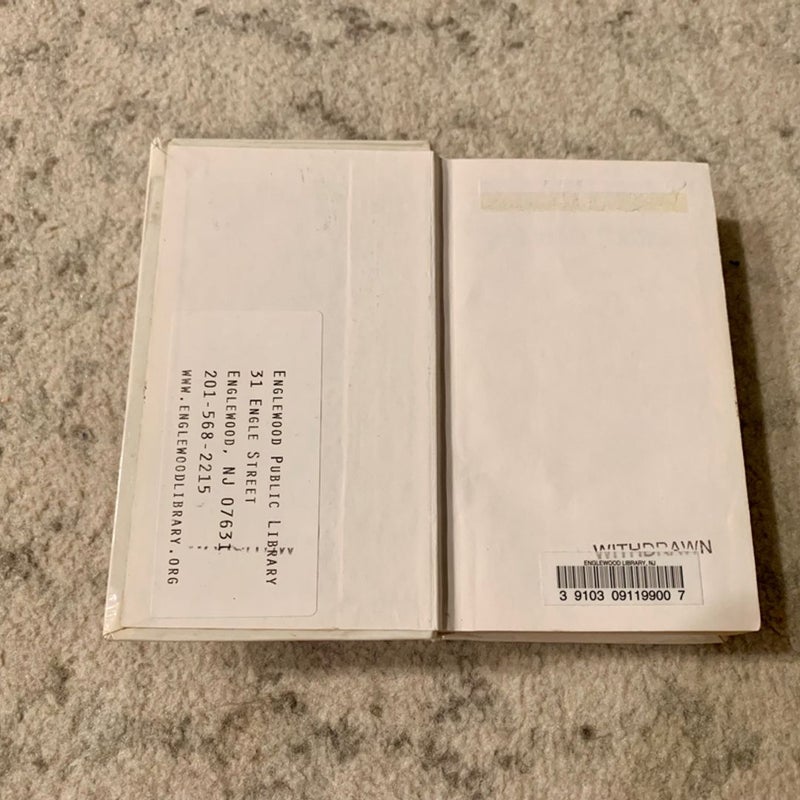 ENGLEWOOD PUBLIC LIBRARY
31 ENGLE STREET
ENGLEWOOD, NJ 07631
201-568-2215
WWW.ENGLEWOODLIBRARY.ORG
WITHDRAWN
ENGLEWOOD LIBRARY, NJ
3 9103 09119900 7